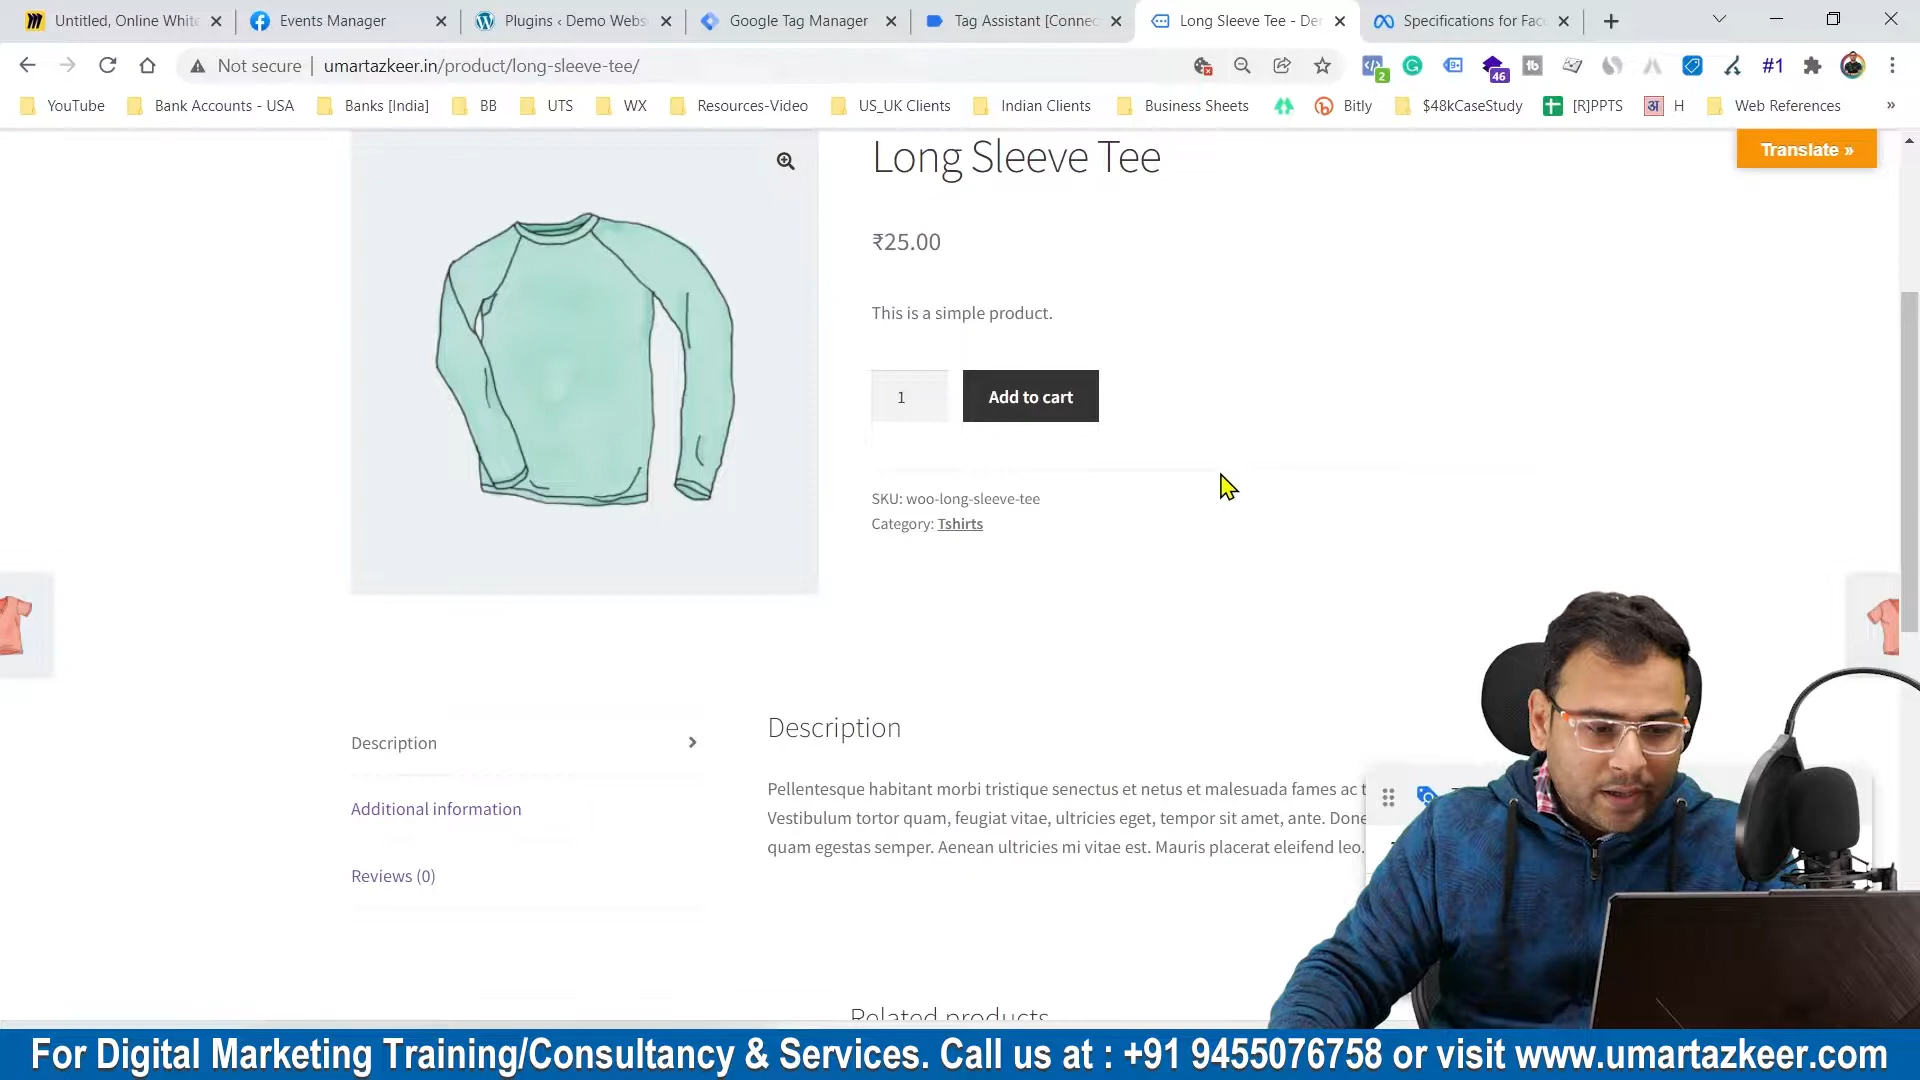 Untitled, Online White
Events Manager
Plugins ‹ Demo Webs
Google Tag Manager
Tag Assistant [Connec
Long Sleeve Tee - De
Specifications for Fac
Not secure
umartazkeer.in/product/long-sleeve-tee/
2
46
#1
YouTube
Bank Accounts - USA
Banks [India]
BB
UTS
WX
Resources-Video
US_UK Clients
Indian Clients
Business Sheets
Bitly
$48kCaseStudy
[R]PPTS
अ
H
Web References
»
Translate »
Long Sleeve Tee
₹25.00
This is a simple product.
1
Add to cart
SKU: woo-long-sleeve-tee
Category: Tshirts
Description
Additional information
Reviews (0)
Description
Pellentesque habitant morbi tristique senectus et netus et malesuada fames ac t
Vestibulum tortor quam, feugiat vitae, ultricies eget, tempor sit amet, ante. Done
quam egestas semper. Aenean ultricies mi vitae est. Mauris placerat eleifend leo.
Related products
For Digital Marketing Training/Consultancy & Services. Call us at : +91 9455076758 or visit www.umartazkeer.com